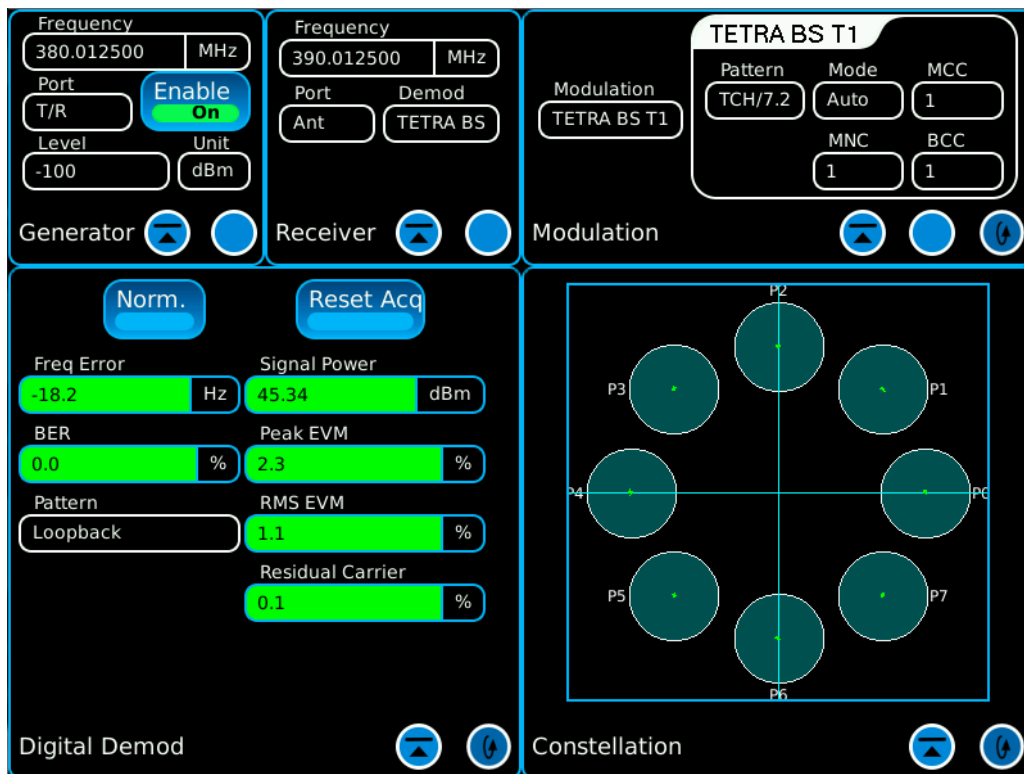 Frequency
380.012500 MHz
Port
T/R
Enable
On
Level
Unit
-100
dBm
Generator
Frequency
390.012500 MHz
Port
Demod
Ant
TETRA BS
Receiver
Modulation
TETRA BS T1
TETRA BS T1
Pattern
Mode
MCC
TCH/7.2
Auto
1
MNC
BCC
1
1
Modulation
Norm.
Reset Acq
Freq Error
Signal Power
-18.2 Hz
45.34 dBm
BER
Peak EVM
0.0 %
2.3 %
Pattern
RMS EVM
Loopback
1.1 %
Residual Carrier
0.1 %
Digital Demod
P2
P3
P1
P4
P0
P5
P7
P6
Constellation